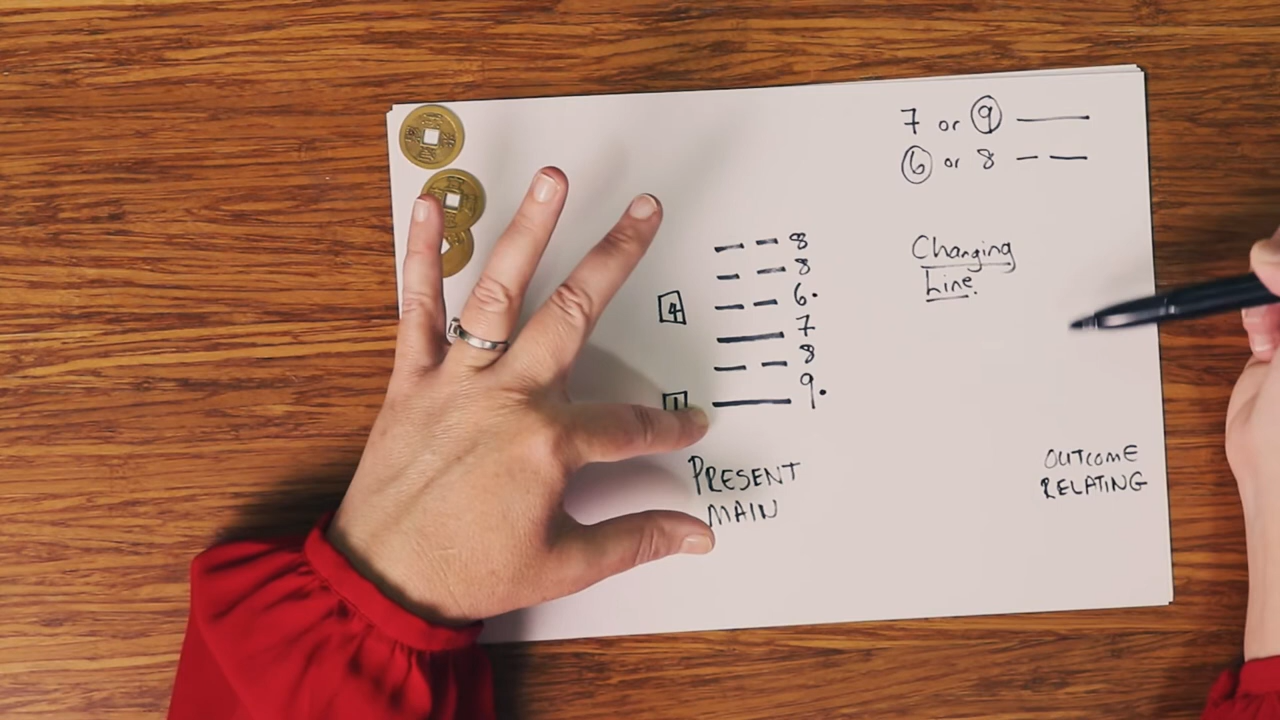 7 or 9
6 or 8
Changing
Line.
8
8
4 6.
7
8
1 9.
PRESENT
MAIN
OUTCOME
RELATING